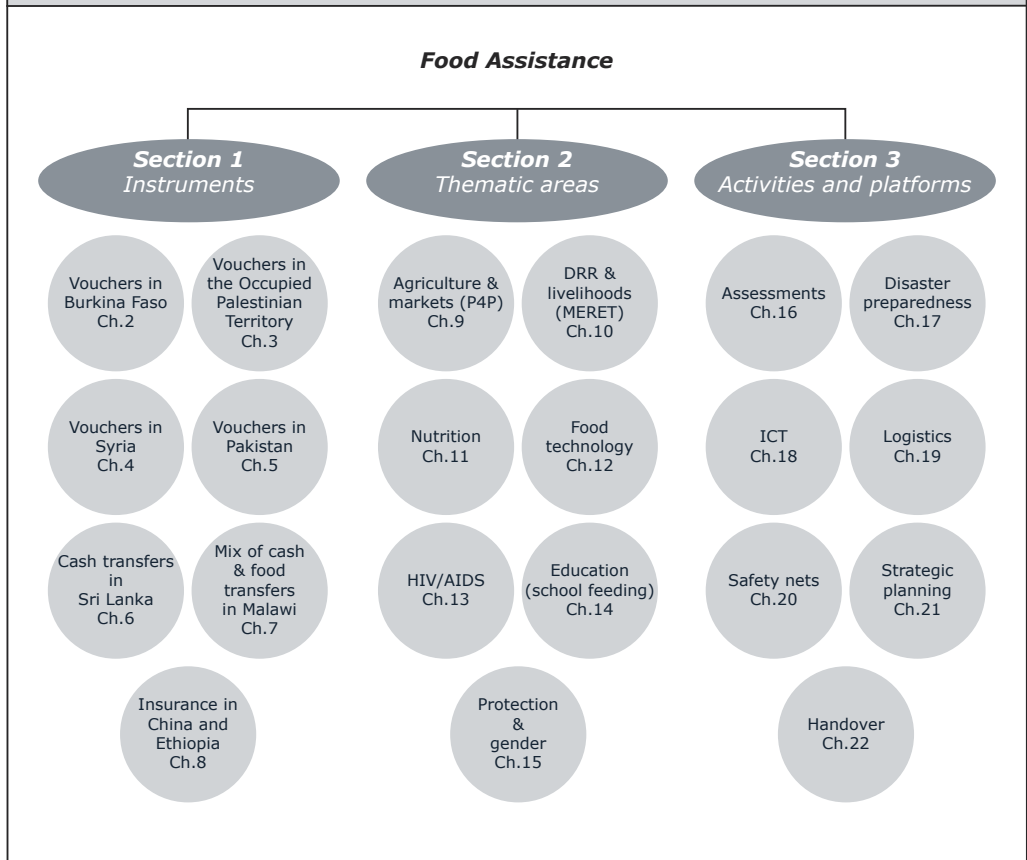 Food Assistance
Section 1
Instruments
Vouchers in
Burkina Faso
Ch.2
Vouchers in
the Occupied
Palestinian
Territory
Ch.3
Vouchers in
Syria
Ch.4
Vouchers in
Pakistan
Ch.5
Cash transfers
in
Sri Lanka
Ch.6
Mix of cash
& food
transfers
in Malawi
Ch.7
Insurance in
China and
Ethiopia
Ch.8
Section 2
Thematic areas
Agriculture &
markets (P4P)
Ch.9
DRR &
livelihoods
(MERET)
Ch.10
Nutrition
Ch.11
Food
technology
Ch.12
HIV/AIDS
Ch.13
Education
(school feeding)
Ch.14
Protection
&
gender
Ch.15
Section 3
Activities and platforms
Assessments
Ch.16
Disaster
preparedness
Ch.17
ICT
Ch.18
Logistics
Ch.19
Safety nets
Ch.20
Strategic
planning
Ch.21
Handover
Ch.22